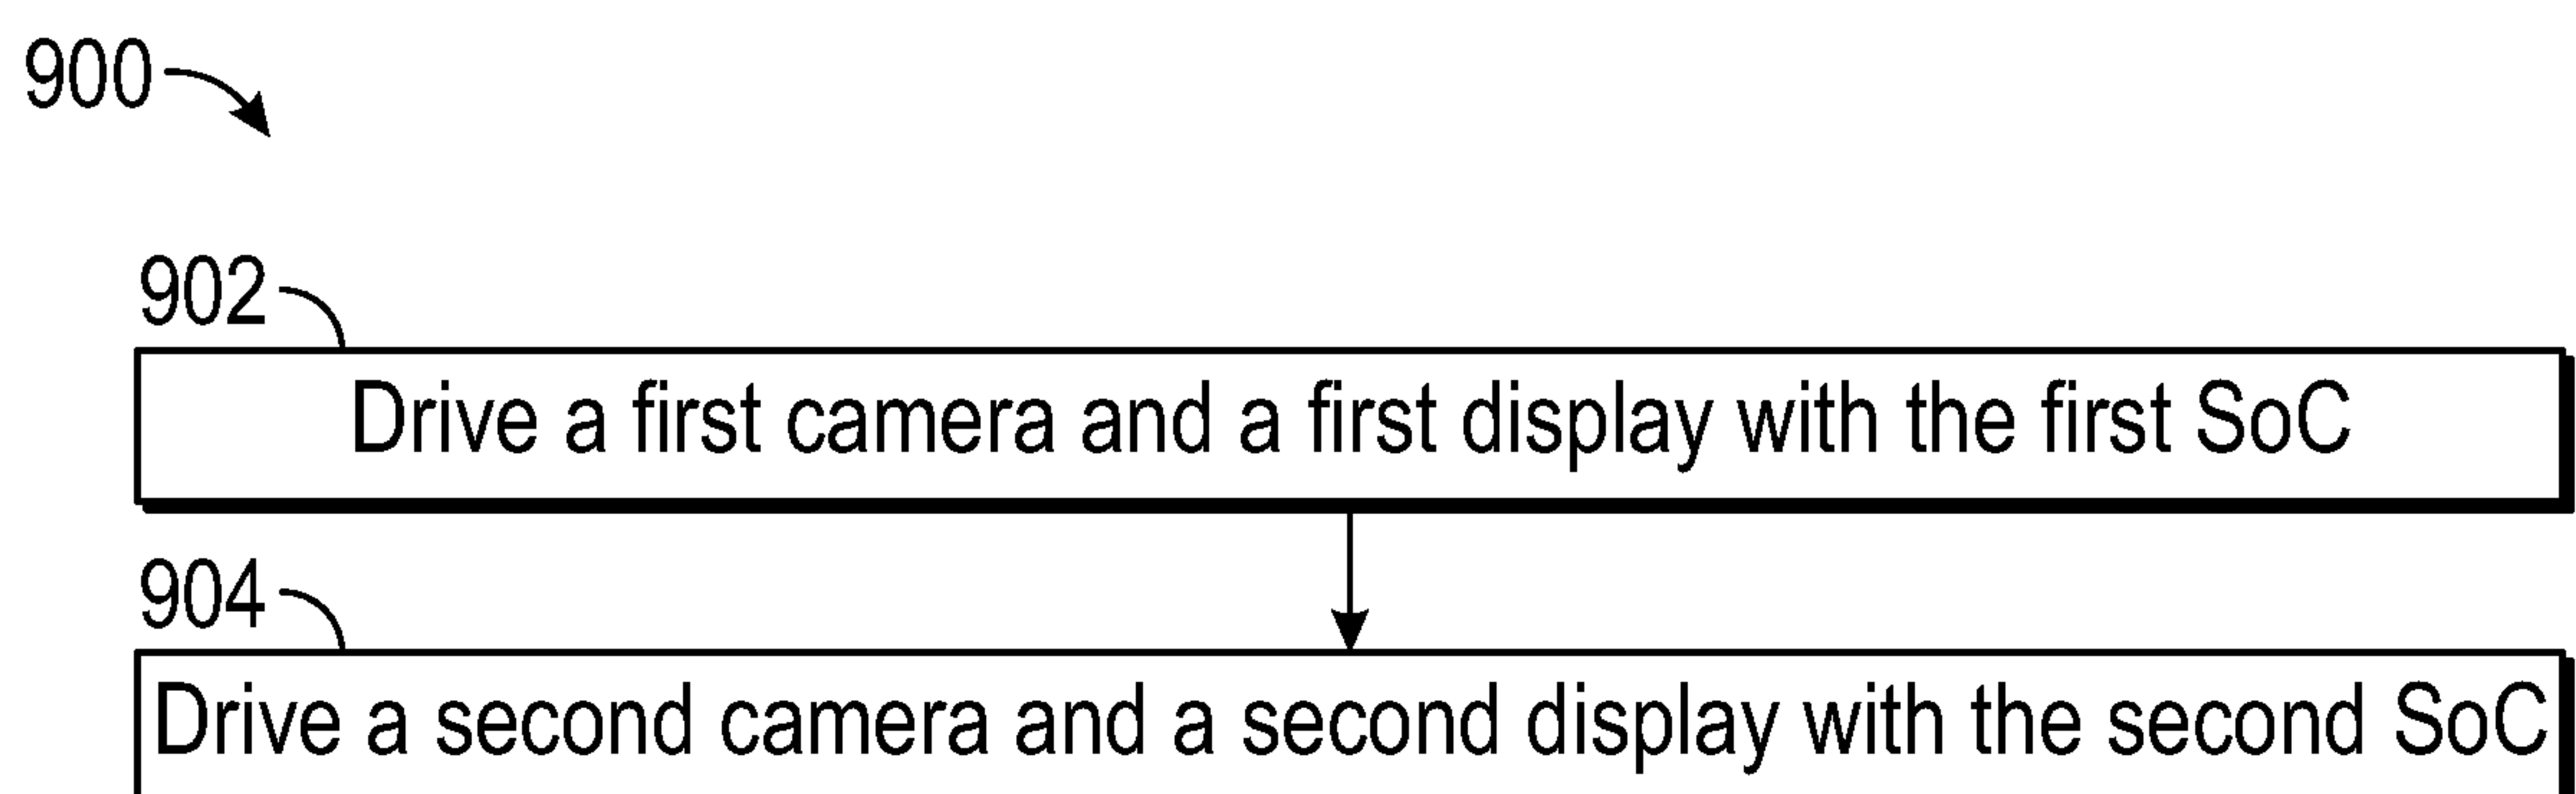 900
902
Drive a first camera and a first display with the first SoC
904
Drive a second camera and a second display with the second SoC